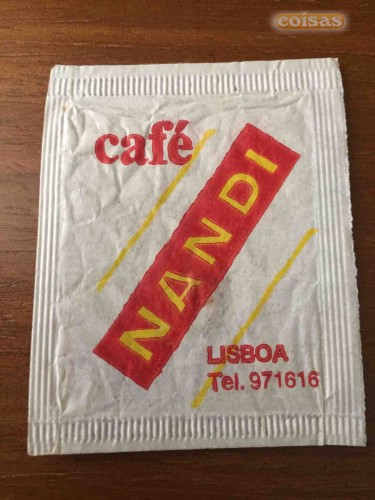 coisas
café
NANDI
LISBOA
Tel. 971616